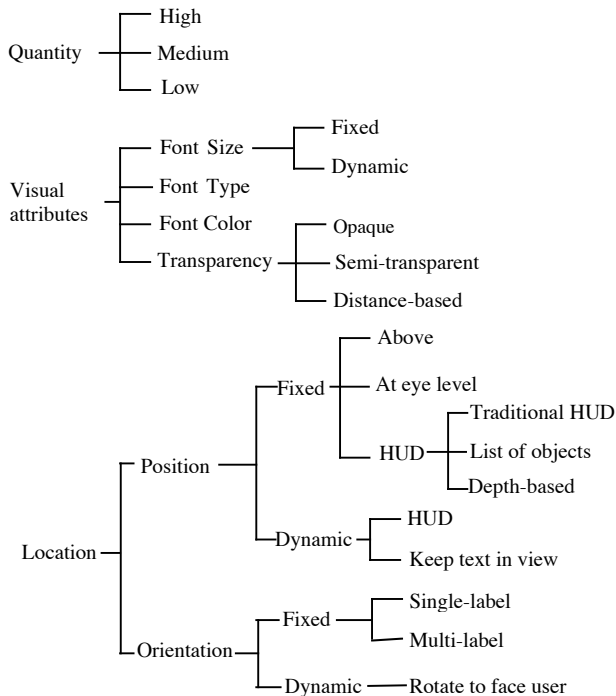 High
Quantity
Medium
Low
Font Size
Fixed
Dynamic
Font Type
Visual
attributes
Font Color
Transparency
Opaque
Semi-transparent
Distance-based
Above
Fixed
At eye level
HUD
Traditional HUD
List of objects
Depth-based
Position
Dynamic
HUD
Keep text in view
Location
Orientation
Fixed
Single-label
Multi-label
Dynamic
Rotate to face user